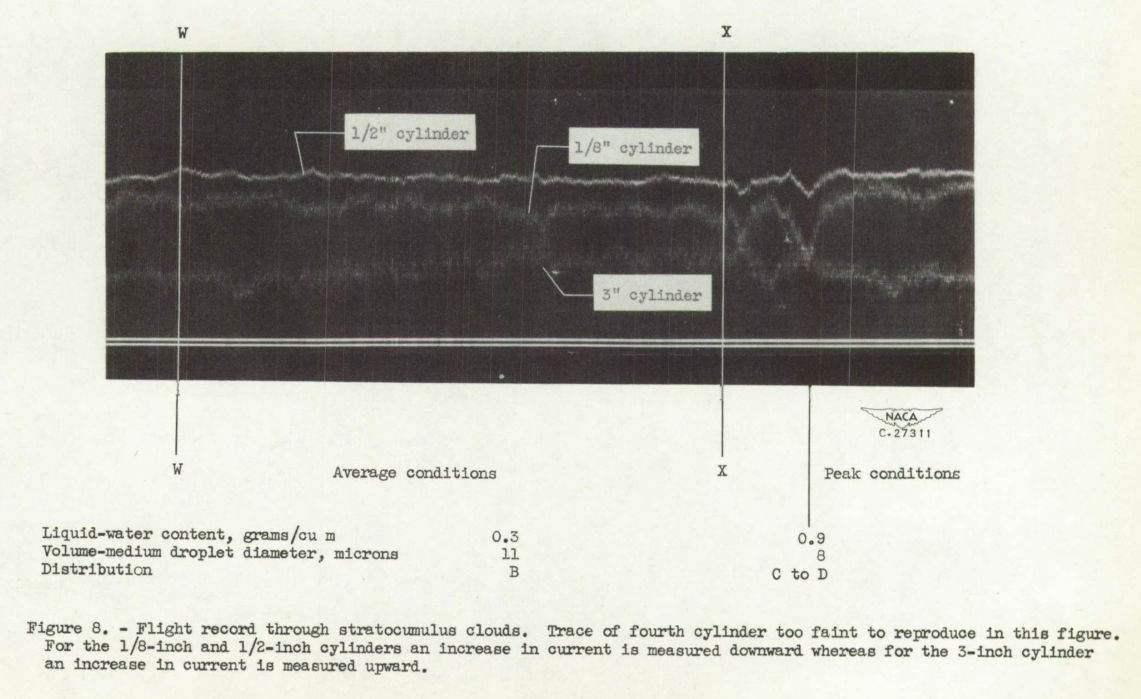 W X
1/2" cylinder
1/8" cylinder
3" cylinder
NACA
C-27311
W X
Average conditions Peak conditions
Liquid-water content, grams/cu m 0.3 0.9
Volume-medium droplet diameter, microns 11 8
Distribution B C to D
Figure 8. - Flight record through stratocumulus clouds. Trace of fourth cylinder too faint to reproduce in this figure.
For the 1/8-inch and 1/2-inch cylinders an increase in current is measured downward whereas for the 3-inch cylinder
an increase in current is measured upward.